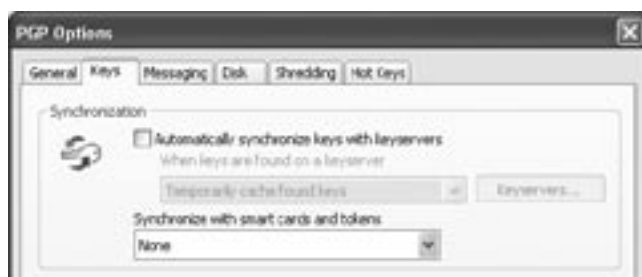 PGP Options
General Keys Messaging Disk Shredding Hot Keys
Synchronization
Automatically synchronize keys with keyservers
When keys are found on a keyserver
Temporarily cache found keys Keyservers...
Synchronize with smart cards and tokens
None